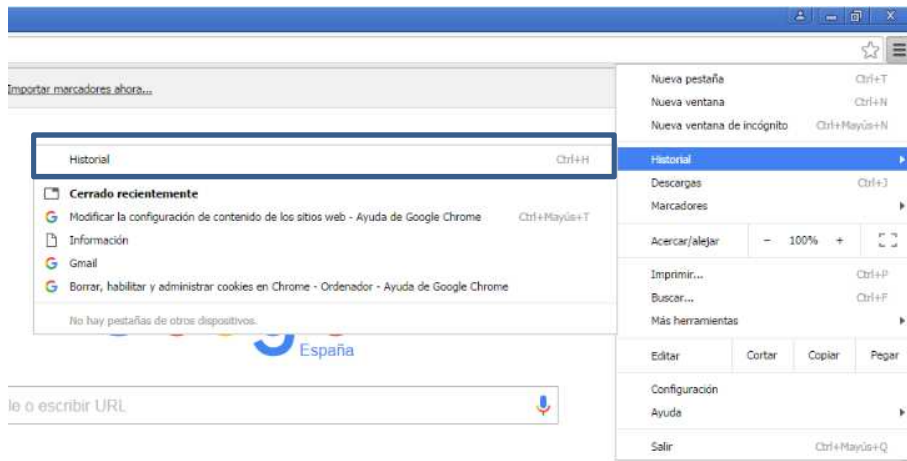 Importar marcadores ahora...
Nueva pestaña Ctrl+T
Nueva ventana Ctrl+N
Nueva ventana de incógnito Ctrl+Mayús+N
Historial
Descargas Ctrl+J
Marcadores
Acercar/alejar - 100% +
Imprimir... Ctrl+P
Buscar... Ctrl+F
Más herramientas
Editar Cortar Copiar Pegar
Configuración
Ayuda
Salir Ctrl+Mayús+Q
Historial Ctrl+H
Cerrado recientemente
Modificar la configuración de contenido de los sitios web - Ayuda de Google Chrome Ctrl+Mayús+T
Información
Gmail
Borrar, habilitar y administrar cookies en Chrome - Ordenador - Ayuda de Google Chrome
No hay pestañas de otros dispositivos.
España
o escribir URL